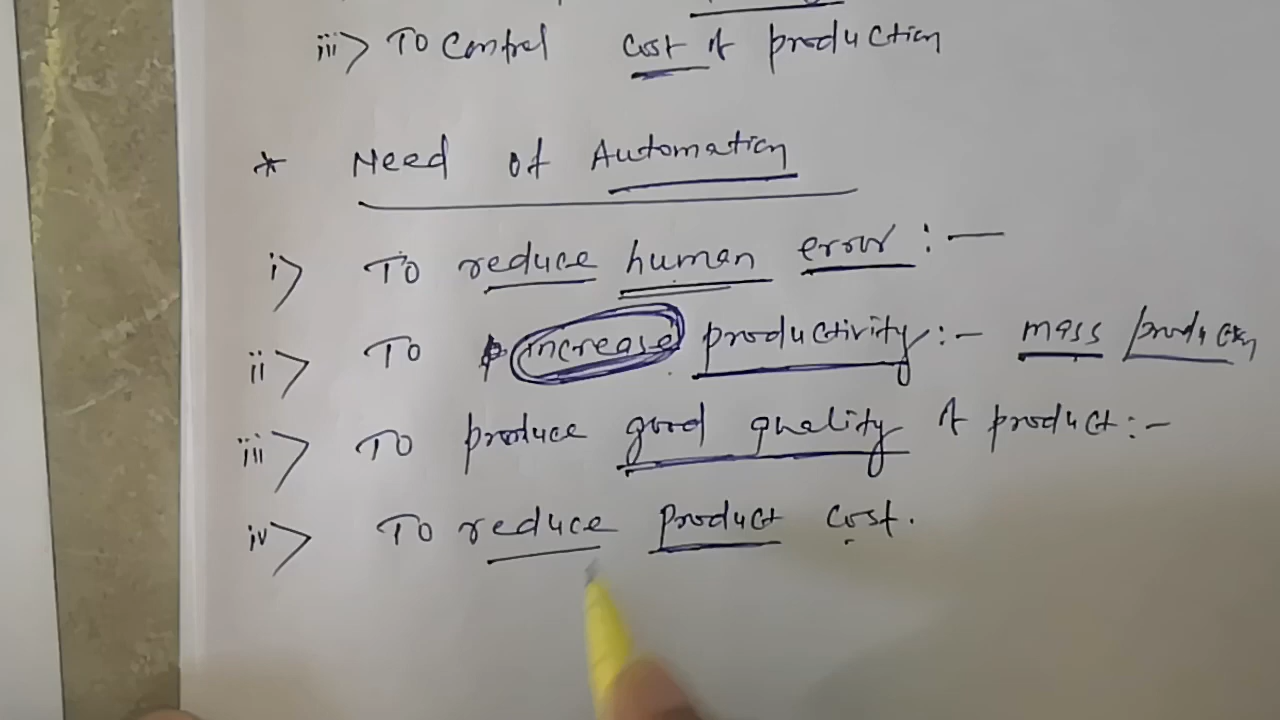 iii> To control cost of production
* Need of Automation
i> To reduce human error :—
ii> To increase productivity :- mass production
iii> To produce good quality of product :-
iv> To reduce product cost.